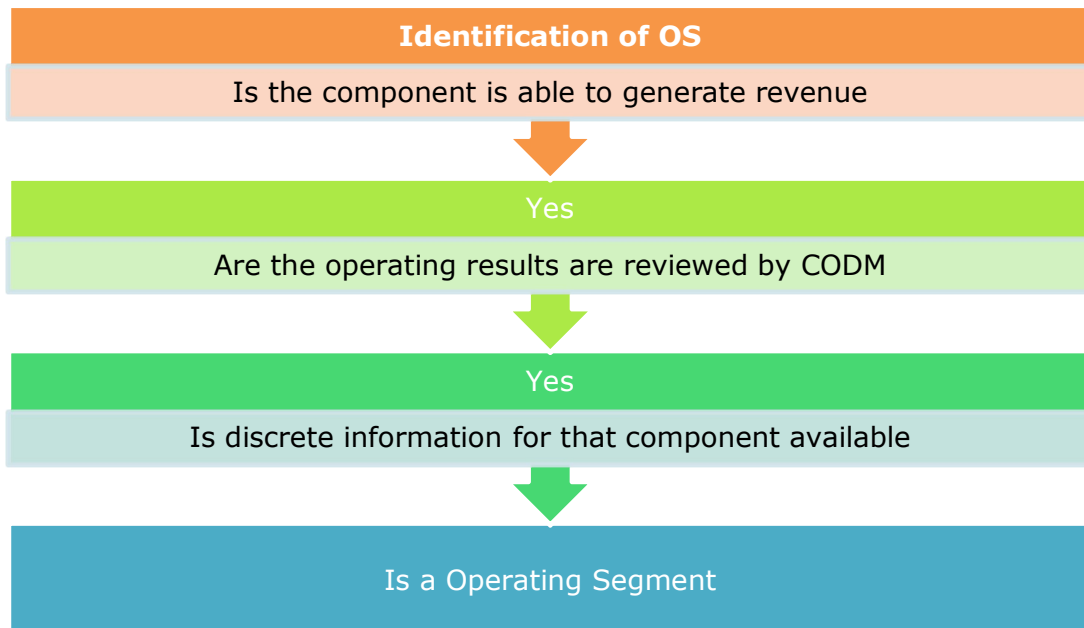 Identification of OS
Is the component is able to generate revenue
Yes
Are the operating results are reviewed by CODM
Yes
Is discrete information for that component available
Is a Operating Segment